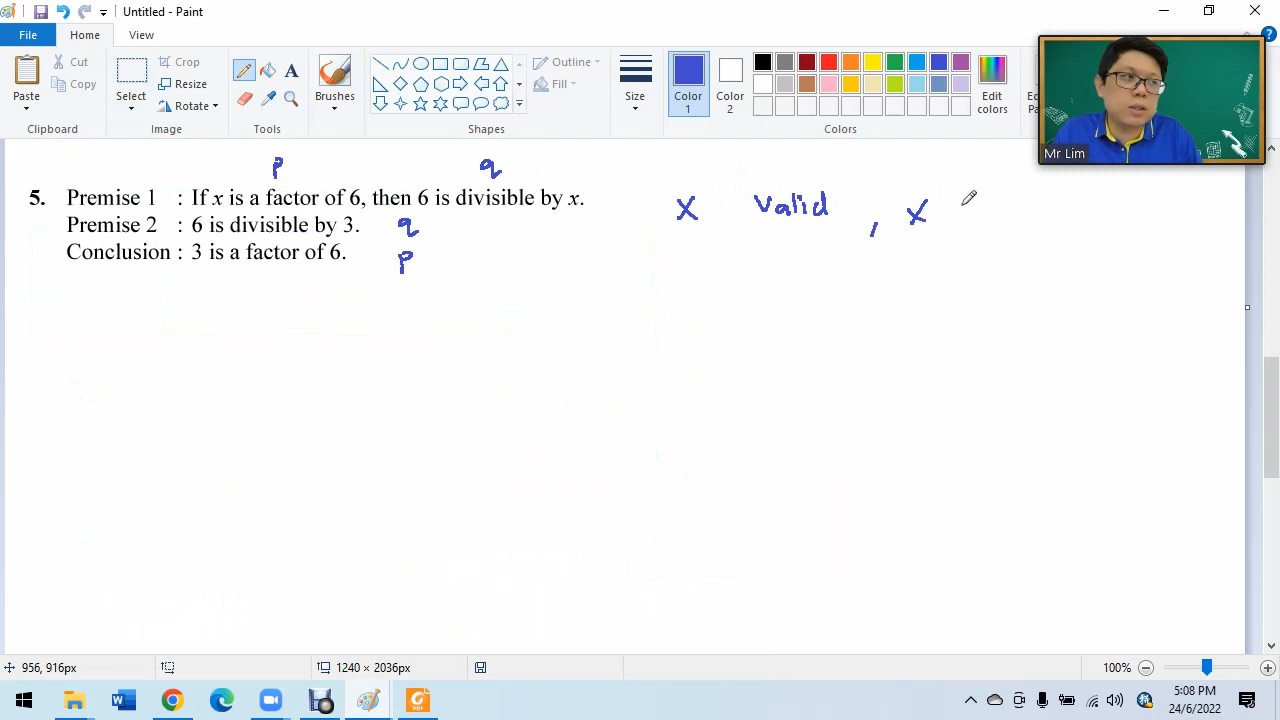 Untitled - Paint
File Home View
Paste Cut Copy Clipboard
Select Crop Resize Rotate Image
Tools
Brushes
Shapes Outline Fill
Size
Color 1 Color 2 Edit colors Colors
Mr Lim
p q
5. Premise 1 : If x is a factor of 6, then 6 is divisible by x.
x valid , x
Premise 2 : 6 is divisible by 3. q
Conclusion : 3 is a factor of 6. p
956, 916px 1240 × 2036px 100%
5:08 PM
24/6/2022